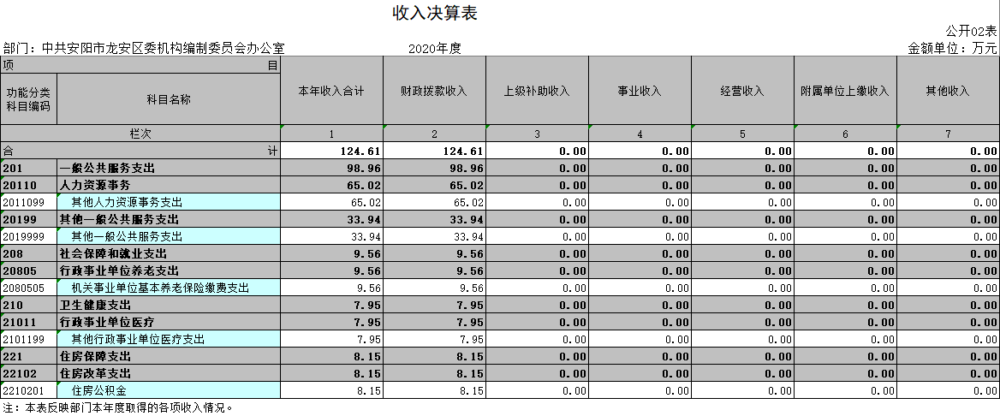 收入决算表
公开02表
部门：中共安阳市龙安区委机构编制委员会办公室 2020年度 金额单位：万元
项 目 本年收入合计 财政拨款收入 上级补助收入 事业收入 经营收入 附属单位上缴收入 其他收入
功能分类科目编码 科目名称
栏次 1 2 3 4 5 6 7
合 计 124.61 124.61 0.00 0.00 0.00 0.00 0.00
201 一般公共服务支出 98.96 98.96 0.00 0.00 0.00 0.00 0.00
20110 人力资源事务 65.02 65.02 0.00 0.00 0.00 0.00 0.00
2011099 其他人力资源事务支出 65.02 65.02 0.00 0.00 0.00 0.00 0.00
20199 其他一般公共服务支出 33.94 33.94 0.00 0.00 0.00 0.00 0.00
2019999 其他一般公共服务支出 33.94 33.94 0.00 0.00 0.00 0.00 0.00
208 社会保障和就业支出 9.56 9.56 0.00 0.00 0.00 0.00 0.00
20805 行政事业单位养老支出 9.56 9.56 0.00 0.00 0.00 0.00 0.00
2080505 机关事业单位基本养老保险缴费支出 9.56 9.56 0.00 0.00 0.00 0.00 0.00
210 卫生健康支出 7.95 7.95 0.00 0.00 0.00 0.00 0.00
21011 行政事业单位医疗 7.95 7.95 0.00 0.00 0.00 0.00 0.00
2101199 其他行政事业单位医疗支出 7.95 7.95 0.00 0.00 0.00 0.00 0.00
221 住房保障支出 8.15 8.15 0.00 0.00 0.00 0.00 0.00
22102 住房改革支出 8.15 8.15 0.00 0.00 0.00 0.00 0.00
2210201 住房公积金 8.15 8.15 0.00 0.00 0.00 0.00 0.00
注：本表反映部门本年度取得的各项收入情况。